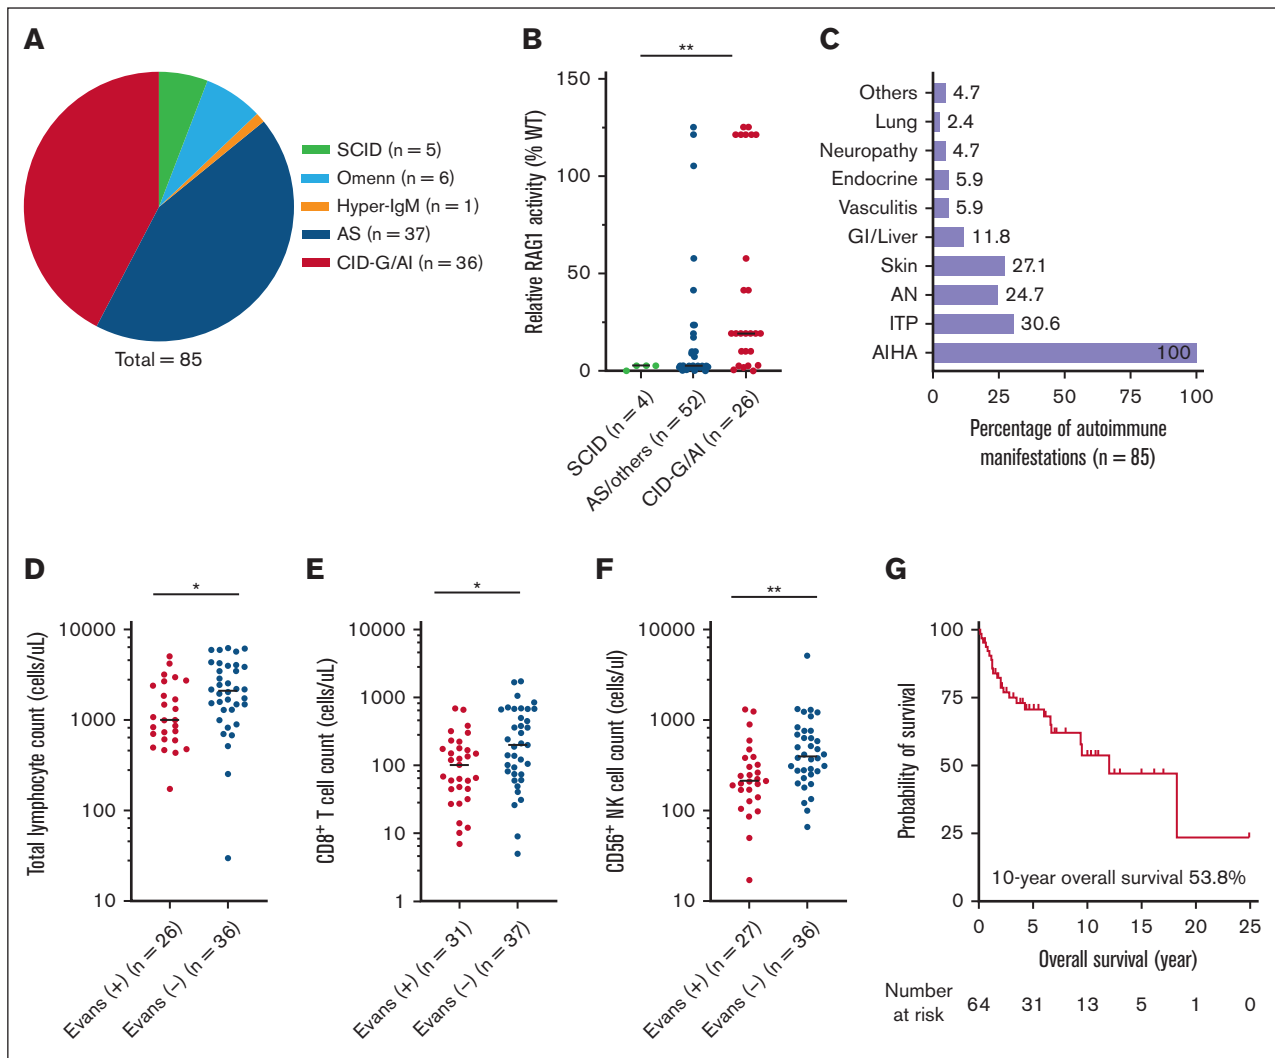 A
SCID (n = 5)
Omenn (n = 6)
Hyper-IgM (n = 1)
AS (n = 37)
CID-G/AI (n = 36)
Total = 85
B
**
Relative RAG1 activity (% WT)
150
100
50
0
SCID (n = 4)
AS/others (n = 52)
CID-G/AI (n = 26)
C
Others 4.7
Lung 2.4
Neuropathy 4.7
Endocrine 5.9
Vasculitis 5.9
GI/Liver 11.8
Skin 27.1
AN 24.7
ITP 30.6
AIHA 100
0 25 50 75 100
Percentage of autoimmune
manifestations (n = 85)
D
*
Total lymphocyte count (cells/uL)
10000
1000
100
10
Evans (+) (n = 26)
Evans (−) (n = 36)
E
*
CD8+ T cell count (cells/uL)
10000
1000
100
10
1
Evans (+) (n = 31)
Evans (−) (n = 37)
F
**
CD56+ NK cell count (cells/ul)
10000
1000
100
10
Evans (+) (n = 27)
Evans (−) (n = 36)
G
Probability of survival
100
75
50
25
0
10-year overall survival 53.8%
0 5 10 15 20 25
Overall survival (year)
Number
at risk
64 31 13 5 1 0